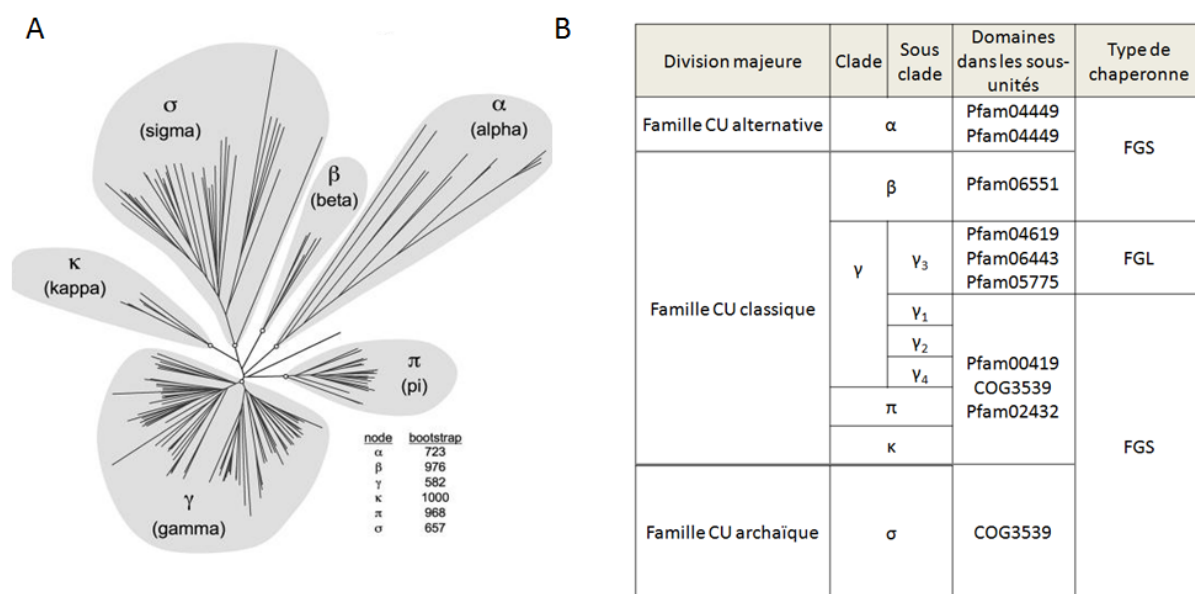 A
σ
(sigma)
α
(alpha)
β
(beta)
κ
(kappa)
π
(pi)
γ
(gamma)
node bootstrap
α 723
β 976
γ 582
κ 1000
π 968
σ 657
B
Division majeure
Clade
Sous
clade
Domaines
dans les sous-
unités
Type de
chaperonne
Famille CU alternative
α
Pfam04449
Pfam04449
FGS
Famille CU classique
β
Pfam06551
γ
γ3
Pfam04619
Pfam06443
Pfam05775
FGL
γ1
γ2
γ4
π
κ
Pfam00419
COG3539
Pfam02432
FGS
Famille CU archaïque
σ
COG3539